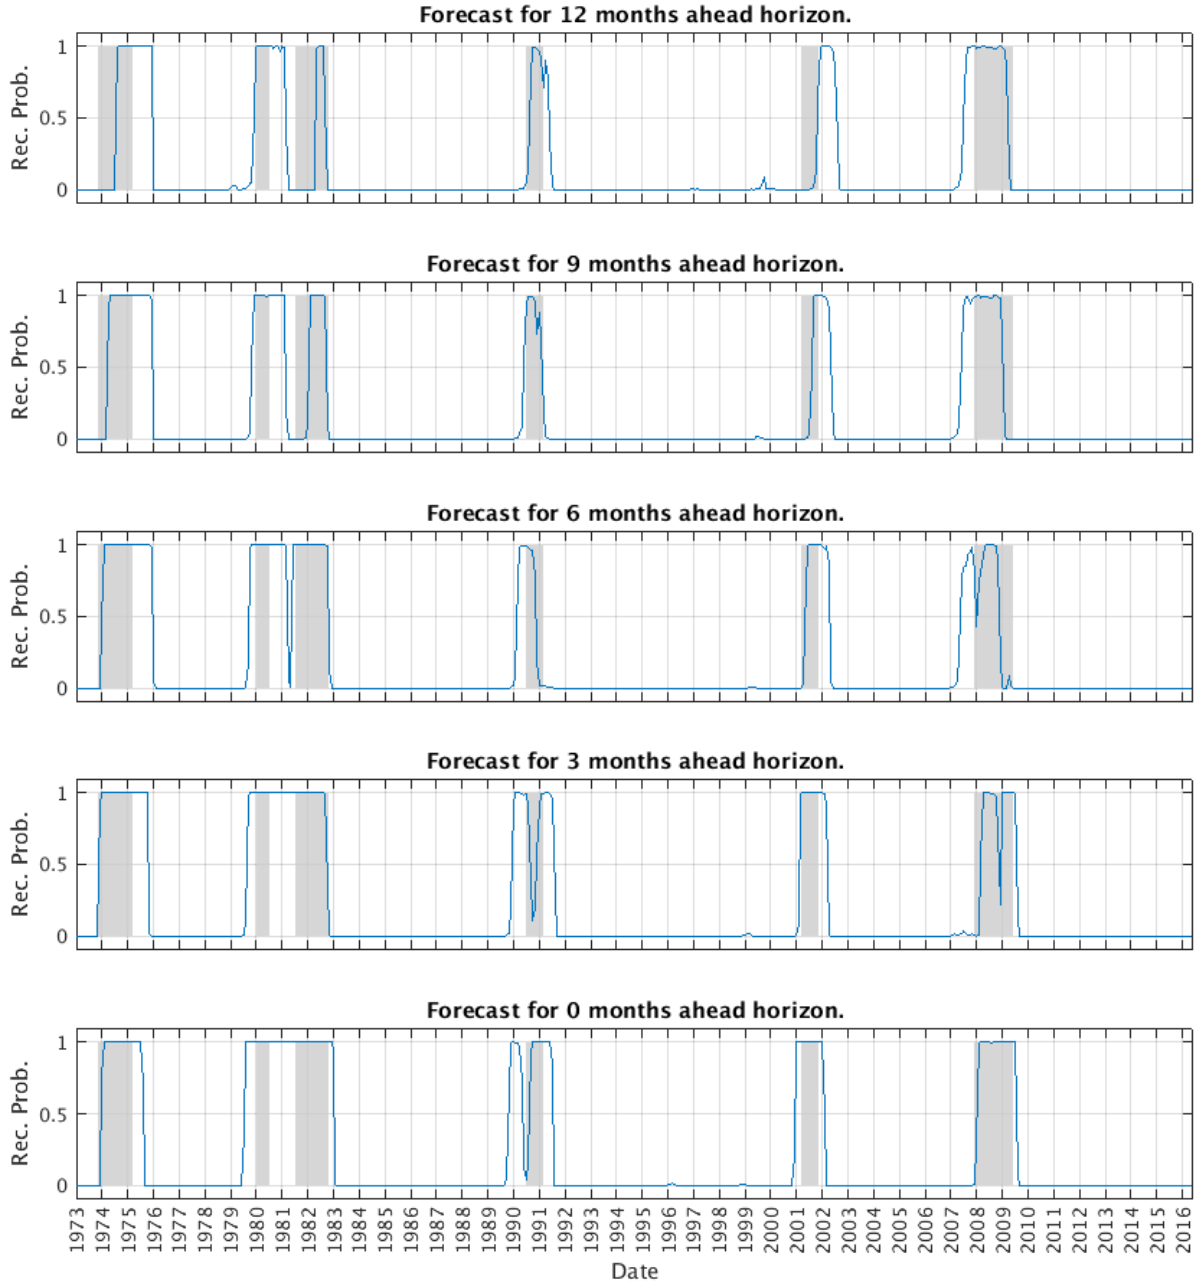 Forecast for 12 months ahead horizon.
Rec. Prob.
1
0.5
0
Forecast for 9 months ahead horizon.
Rec. Prob.
1
0.5
0
Forecast for 6 months ahead horizon.
Rec. Prob.
1
0.5
0
Forecast for 3 months ahead horizon.
Rec. Prob.
1
0.5
0
Forecast for 0 months ahead horizon.
Rec. Prob.
1
0.5
0
1973 1974 1975 1976 1977 1978 1979 1980 1981 1982 1983 1984 1985 1986 1987 1988 1989 1990 1991 1992 1993 1994 1995 1996 1997 1998 1999 2000 2001 2002 2003 2004 2005 2006 2007 2008 2009 2010 2011 2012 2013 2014 2015 2016
Date